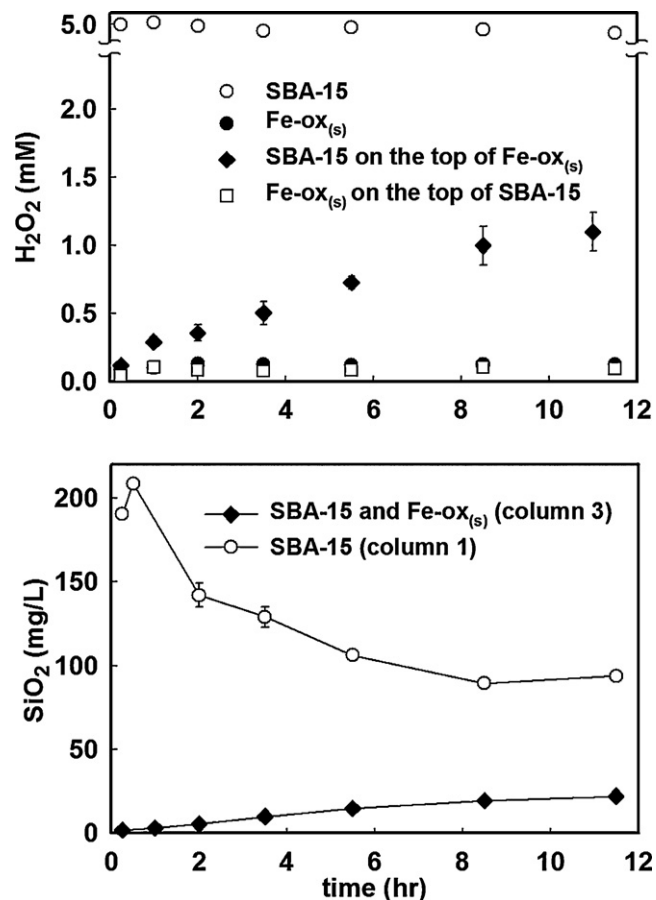 5.0
2.0
1.5
1.0
0.5
0.0
H₂O₂ (mM)
SBA-15
Fe-ox₍ₛ₎
SBA-15 on the top of Fe-ox₍ₛ₎
Fe-ox₍ₛ₎ on the top of SBA-15
0 2 4 6 8 10 12
200
150
100
50
0
SiO₂ (mg/L)
SBA-15 and Fe-ox₍ₛ₎ (column 3)
SBA-15 (column 1)
0 2 4 6 8 10 12
time (hr)